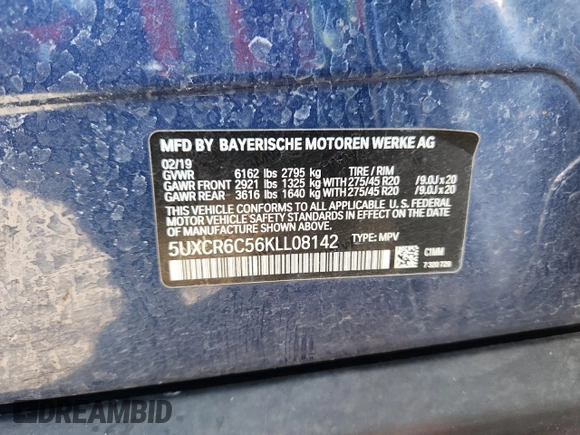 MFD BY BAYERISCHE MOTOREN WERKE AG
02/19
GVWR 6162 lbs 2795 kg TIRE / RIM
GAWR FRONT 2921 lbs 1325 kg WITH 275/45 R20 /9.0J x 20
GAWR REAR 3616 lbs 1640 kg WITH 275/45 R20 /9.0J x 20
THIS VEHICLE CONFORMS TO ALL APPLICABLE U.S. FEDERAL
MOTOR VEHICLE SAFETY STANDARDS IN EFFECT ON THE DATE
OF MANUFACTURE SHOWN ABOVE.
5UXCR6C56KLL08142 TYPE: MPV
CIMM
DREAMBID